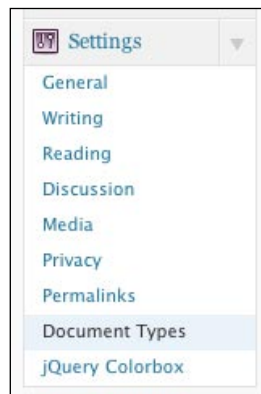 Settings
General
Writing
Reading
Discussion
Media
Privacy
Permalinks
Document Types
jQuery Colorbox